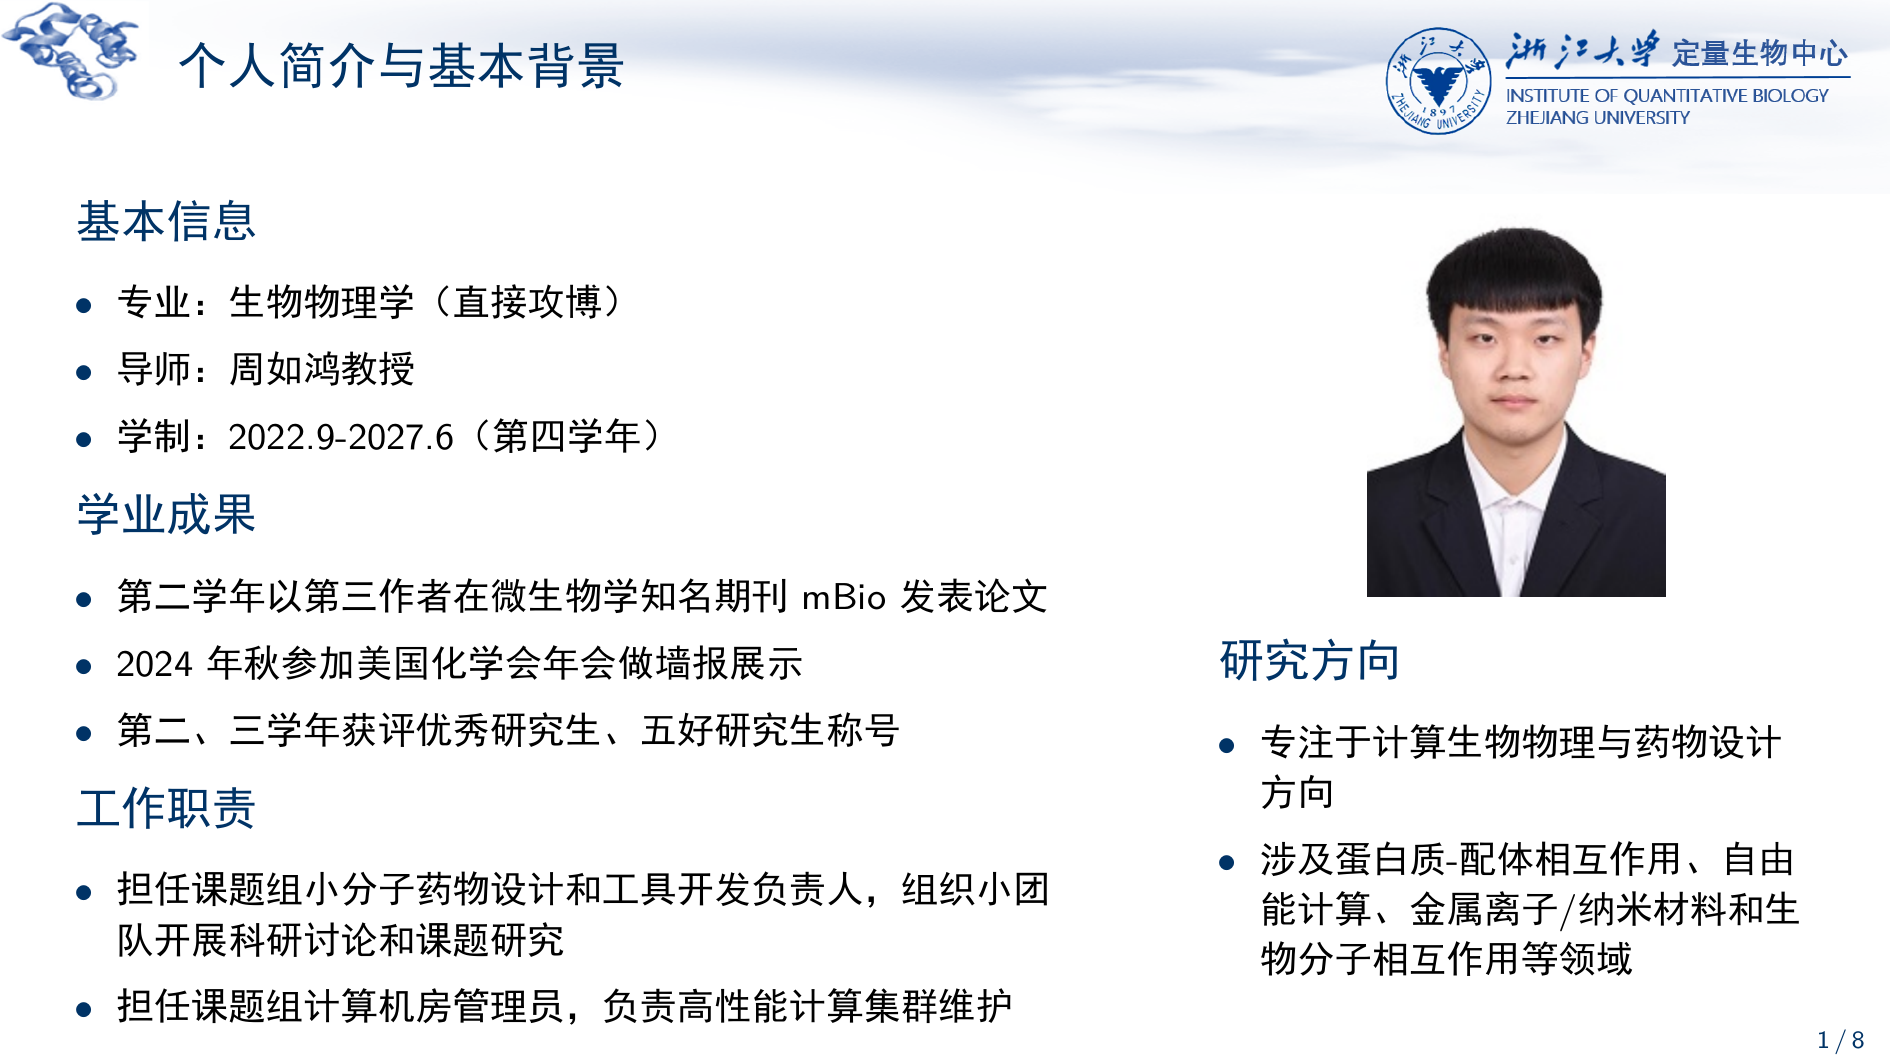 个人简介与基本背景
浙江大学 定量生物中心
INSTITUTE OF QUANTITATIVE BIOLOGY
ZHEJIANG UNIVERSITY
浙江大学
1897
ZHEJIANG UNIVERSITY
基本信息
专业：生物物理学（直接攻博）
导师：周如鸿教授
学制：2022.9-2027.6（第四学年）
学业成果
第二学年以第三作者在微生物学知名期刊 mBio 发表论文
2024 年秋参加美国化学会年会做墙报展示
第二、三学年获评优秀研究生、五好研究生称号
工作职责
担任课题组小分子药物设计和工具开发负责人，组织小团
队开展科研讨论和课题研究
担任课题组计算机房管理员，负责高性能计算集群维护
研究方向
专注于计算生物物理与药物设计
方向
涉及蛋白质-配体相互作用、自由
能计算、金属离子/纳米材料和生
物分子相互作用等领域
1 / 8